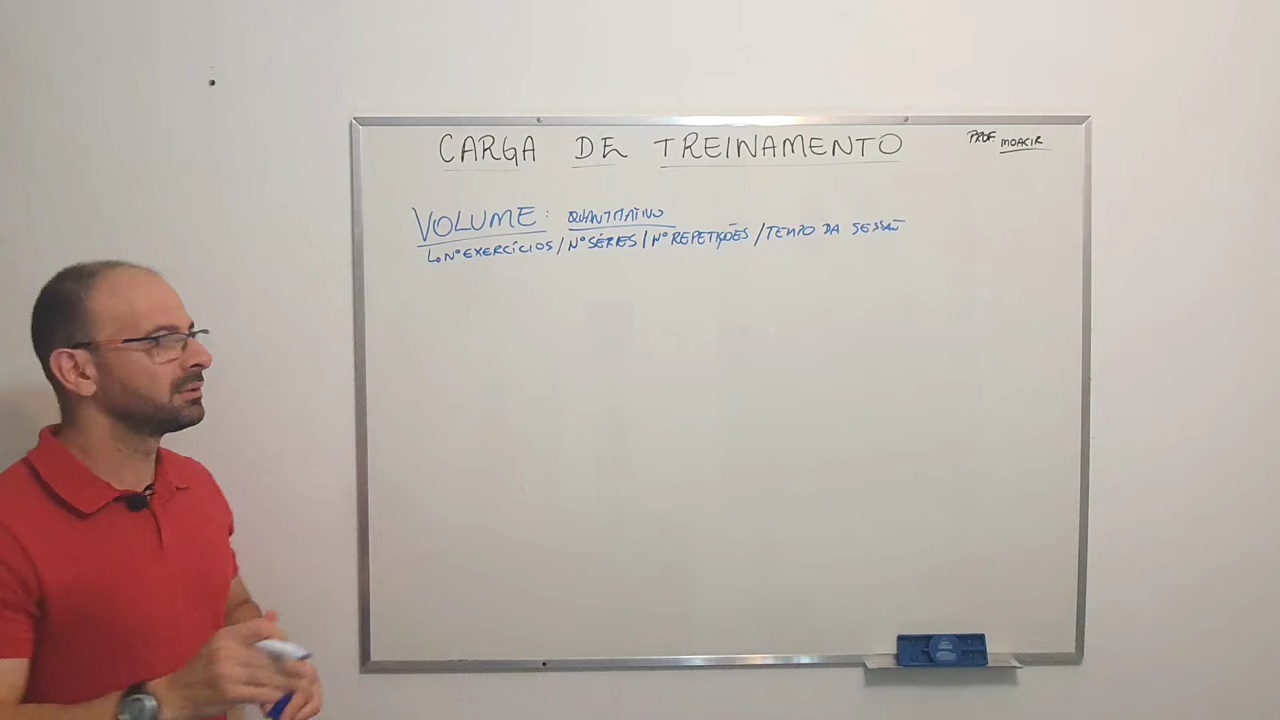 CARGA DE TREINAMENTO
PROF. MOACIR
VOLUME: QUANTITATIVO
↳ Nº EXERCÍCIOS / Nº SÉRIES / Nº REPETIÇÕES / TEMPO DA SESSÃO